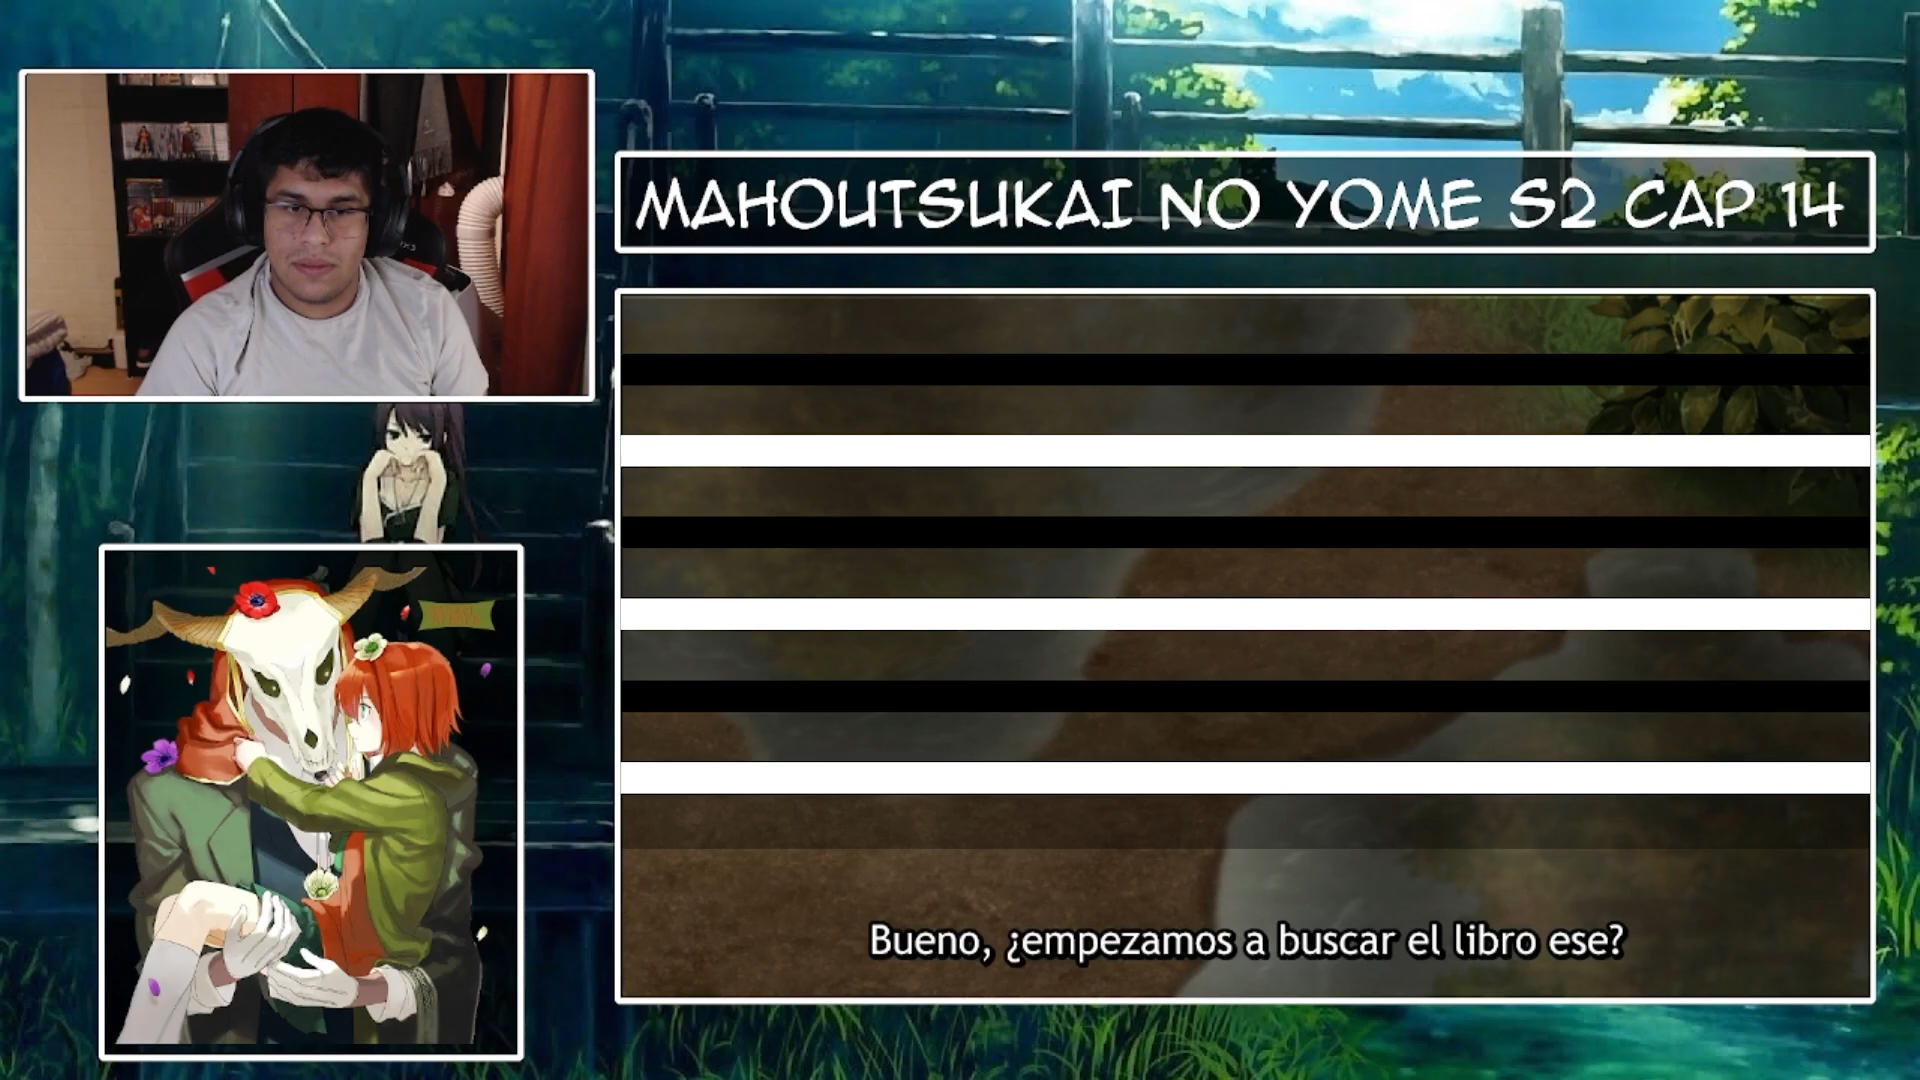 MAHOUTSUKAI NO YOME S2 CAP 14
Bueno, ¿empezamos a buscar el libro ese?